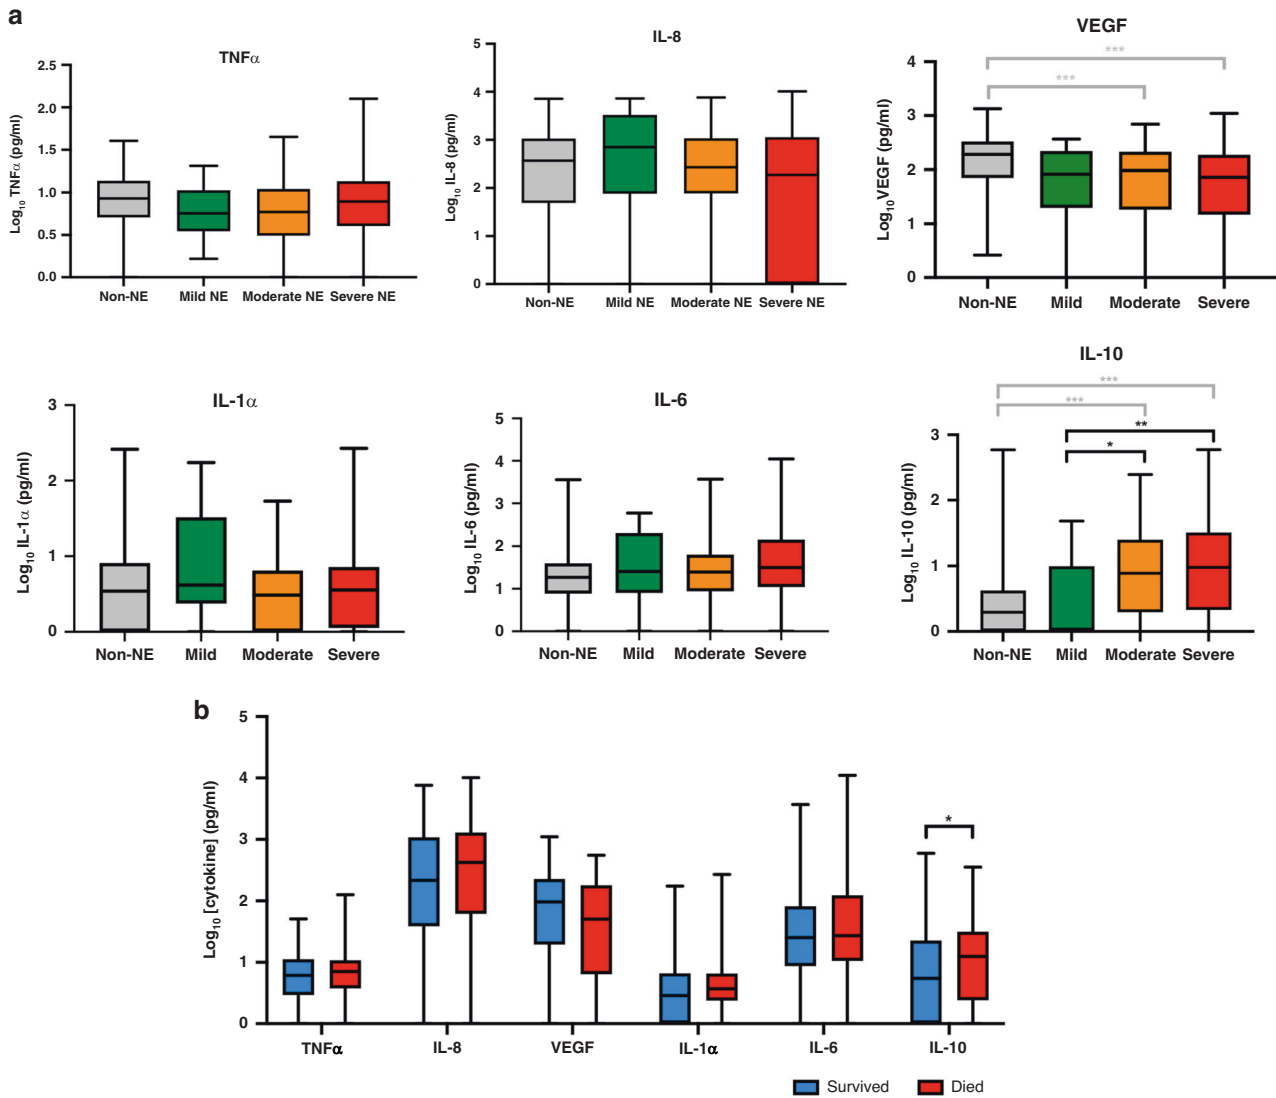 a
TNFα
Log10 TNFα (pg/ml)
2.5
2.0
1.5
1.0
0.5
0.0
Non-NE Mild NE Moderate NE Severe NE
IL-8
Log10 IL-8 (pg/ml)
5
4
3
2
1
0
Non-NE Mild NE Moderate NE Severe NE
VEGF
***
***
Log10VEGF (pg/ml)
4
3
2
1
0
Non-NE Mild Moderate Severe
IL-1α
Log10 IL-1α (pg/ml)
3
2
1
0
Non-NE Mild Moderate Severe
IL-6
Log10 IL-6 (pg/ml)
5
4
3
2
1
0
Non-NE Mild Moderate Severe
IL-10
***
***
**
*
Log10 IL-10 (pg/ml)
3
2
1
0
Non-NE Mild Moderate Severe
b
Log10 [cytokine] (pg/ml)
5
4
3
2
1
0
*
TNFα IL-8 VEGF IL-1α IL-6 IL-10
Survived Died